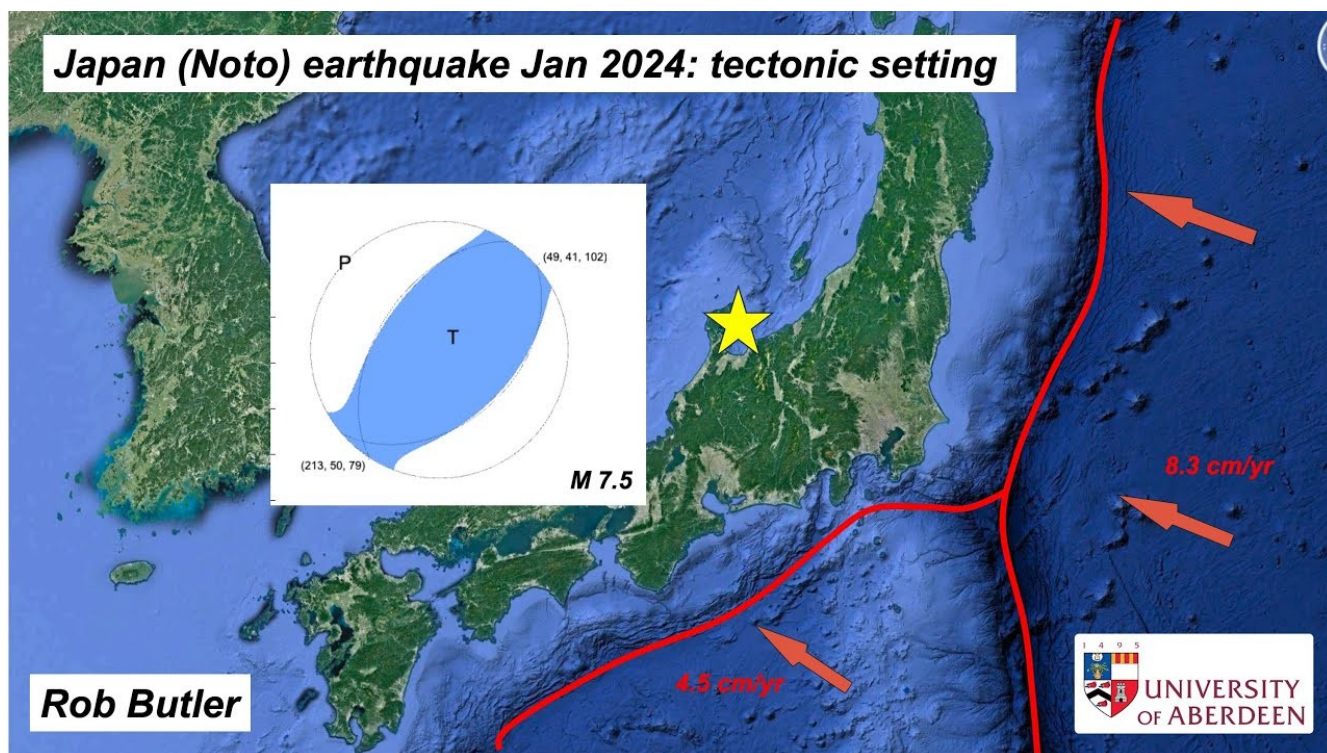 Japan (Noto) earthquake Jan 2024: tectonic setting
P
(49, 41, 102)
T
(213, 50, 79)
M 7.5
8.3 cm/yr
4.5 cm/yr
Rob Butler
1 4 9 5
UNIVERSITY
OF ABERDEEN